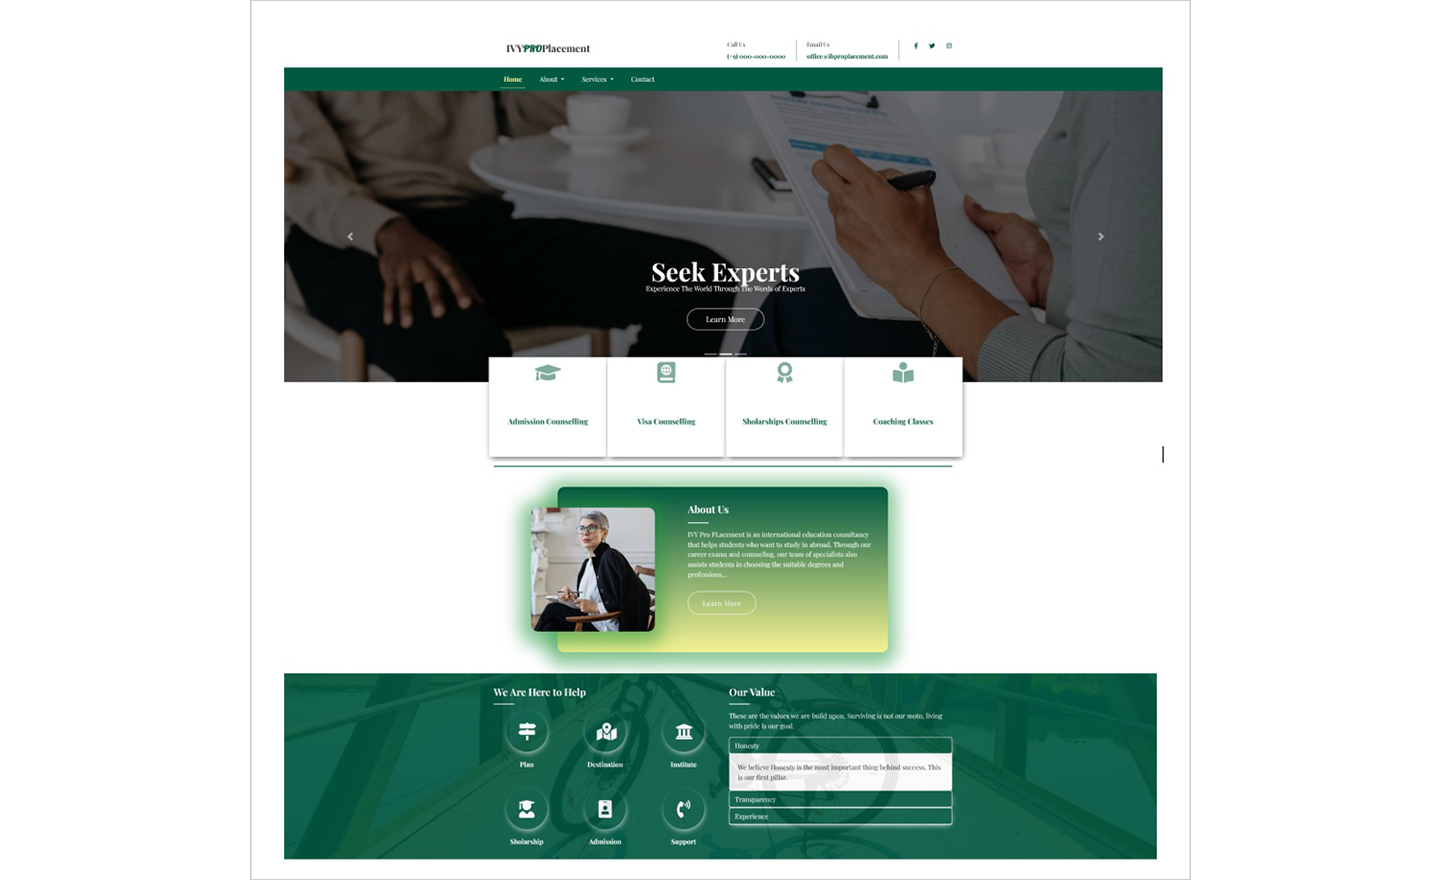 IVYPROPlacement
Call Us
(+9) 000-000-0000
Email Us
office@ibproplacement.com
Home About Services Contact
Seek Experts
Experience The World Through The Words of Experts
Learn More
Admission Counselling
Visa Counselling
Sholarships Counselling
Coaching Classes
About Us
IVY Pro PLacement is an international education consultancy
that helps students who want to study in abroad. Through our
career exams and counseling, our team of specialists also
assists students in choosing the suitable degrees and
professions...
Learn More
We Are Here to Help
Plan
Destination
Institute
Sholarship
Admission
Support
Our Value
These are the values we are build upon. Surviving is not our moto, living
with pride is our goal.
Honesty
We believe Honesty is the most important thing behind success. This
is our first pillar.
Transparency
Experience